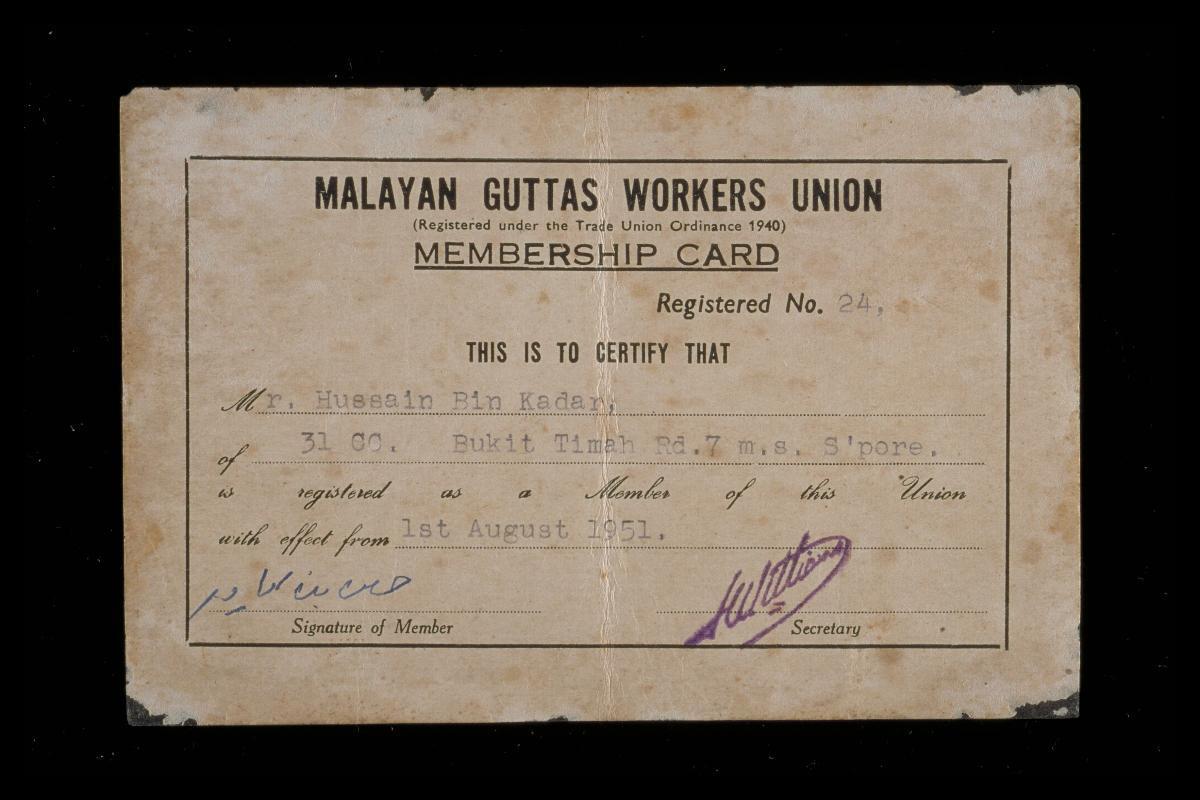 MALAYAN GUTTAS WORKERS UNION
(Registered under the Trade Union Ordinance 1940)
MEMBERSHIP CARD
Registered No. 24,
THIS IS TO CERTIFY THAT
Mr. Hussain Bin Kadar,
of 31 GC. Bukit Timah Rd.7 m.s. S'pore.
is registered as a Member of this Union
with effect from 1st August 1951.
Signature of Member Secretary